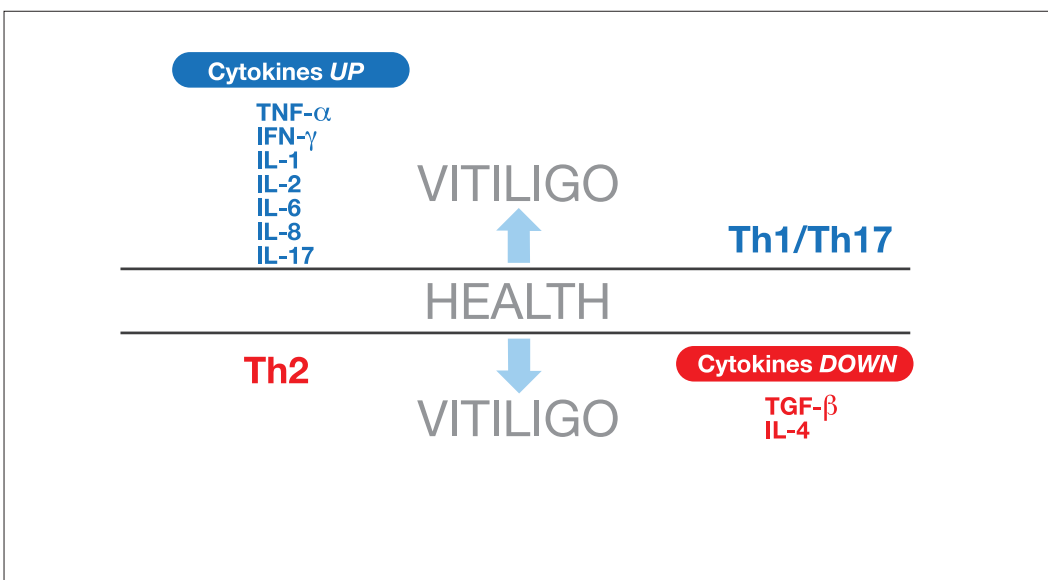 Cytokines UP
TNF-α
IFN-γ
IL-1
IL-2
IL-6
IL-8
IL-17
VITILIGO
Th1/Th17
HEALTH
Th2
VITILIGO
Cytokines DOWN
TGF-β
IL-4